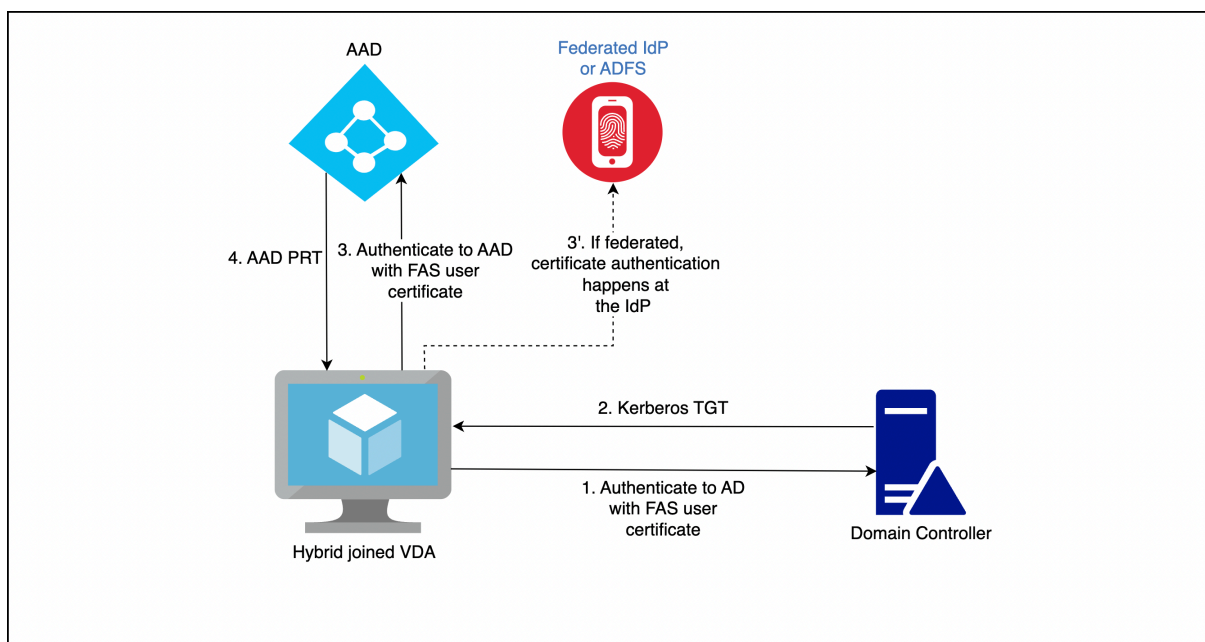 AAD
Federated IdP
or ADFS
4. AAD PRT
3. Authenticate to AAD
with FAS user
certificate
3'. If federated,
certificate authentication
happens at
the IdP
2. Kerberos TGT
1. Authenticate to AD
with FAS user
certificate
Hybrid joined VDA
Domain Controller